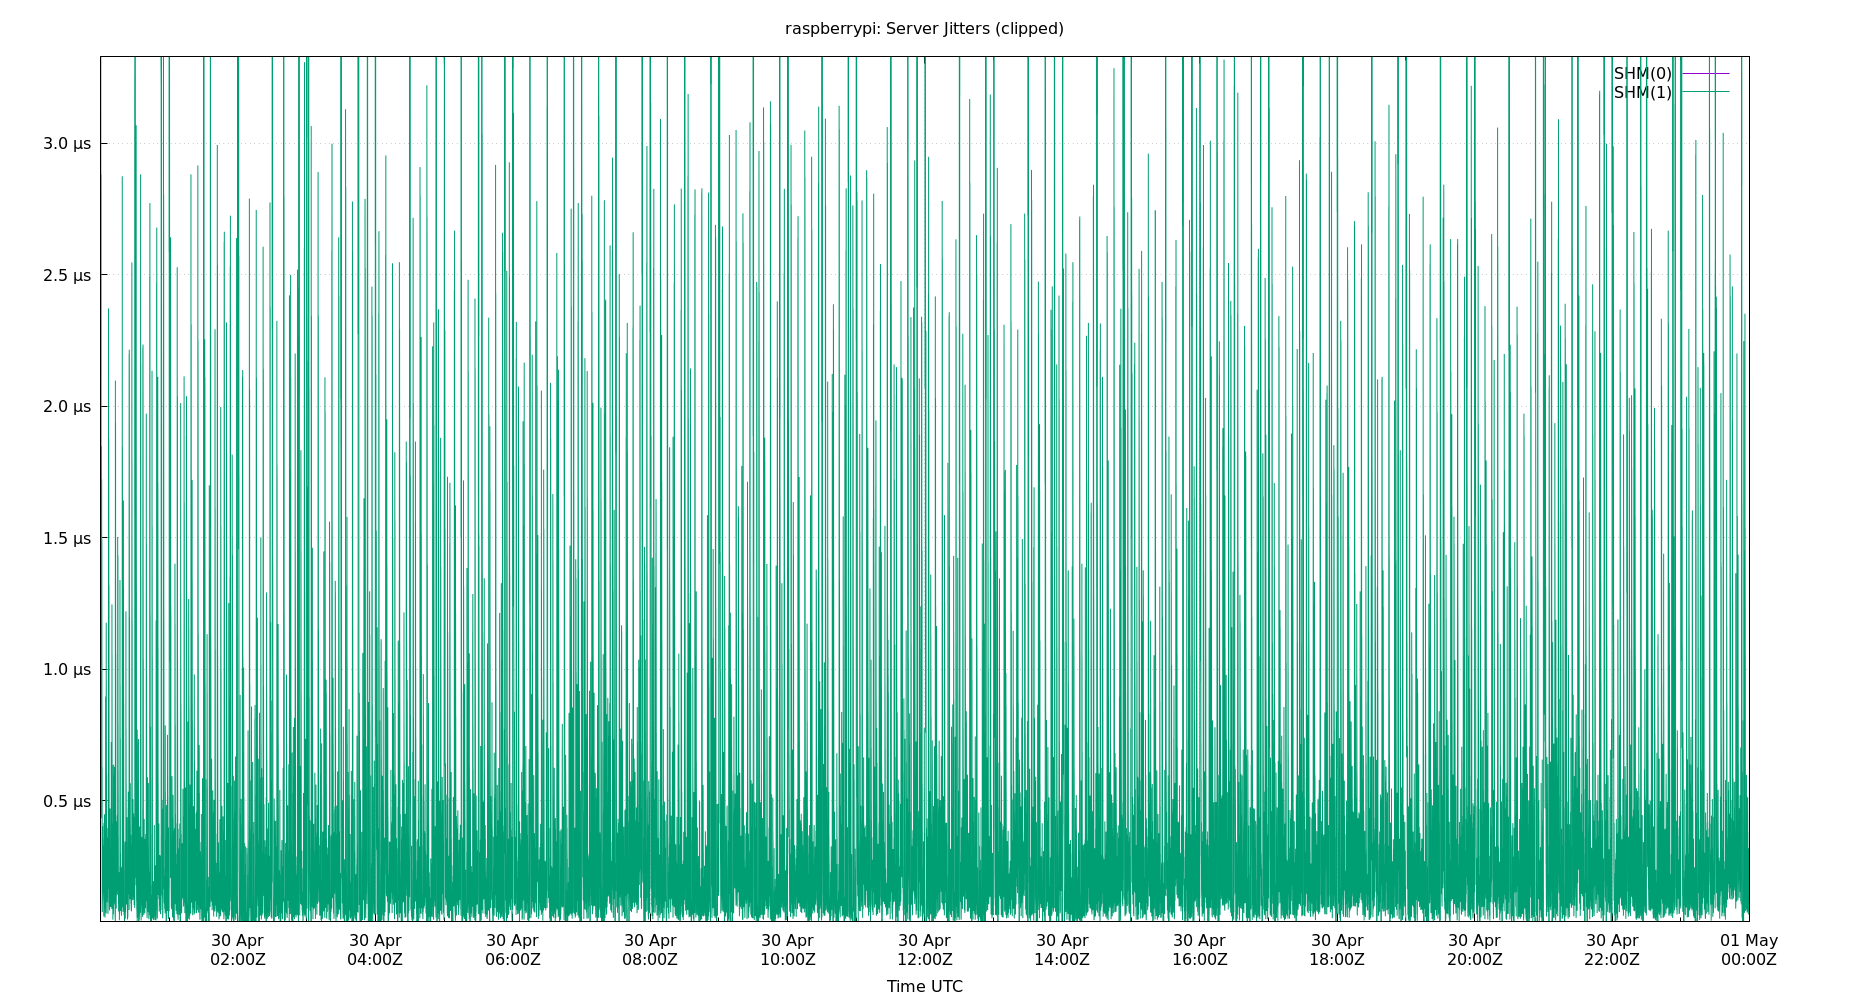 raspberrypi: Server Jitters (clipped)
SHM(0)
SHM(1)
3.0 µs
2.5 µs
2.0 µs
1.5 µs
1.0 µs
0.5 µs
30 Apr 30 Apr 30 Apr 30 Apr 30 Apr 30 Apr 30 Apr 30 Apr 30 Apr 30 Apr 30 Apr 01 May
02:00Z 04:00Z 06:00Z 08:00Z 10:00Z 12:00Z 14:00Z 16:00Z 18:00Z 20:00Z 22:00Z 00:00Z
Time UTC